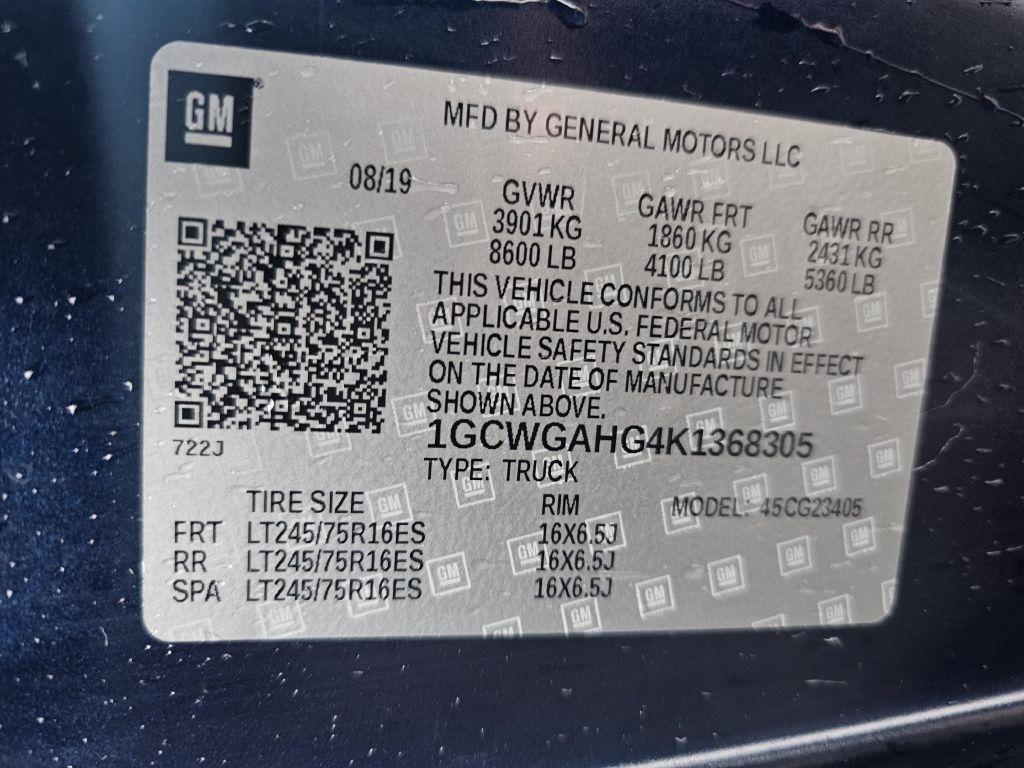 GM
MFD BY GENERAL MOTORS LLC
08/19
GVWR GAWR FRT GAWR RR
3901 KG 1860 KG 2431 KG
8600 LB 4100 LB 5360 LB
THIS VEHICLE CONFORMS TO ALL
APPLICABLE U.S. FEDERAL MOTOR
VEHICLE SAFETY STANDARDS IN EFFECT
ON THE DATE OF MANUFACTURE
SHOWN ABOVE.
722J
1GCWGAHG4K1368305
TYPE: TRUCK
TIRE SIZE RIM MODEL: 45CG23405
FRT LT245/75R16ES 16X6.5J
RR LT245/75R16ES 16X6.5J
SPA LT245/75R16ES 16X6.5J